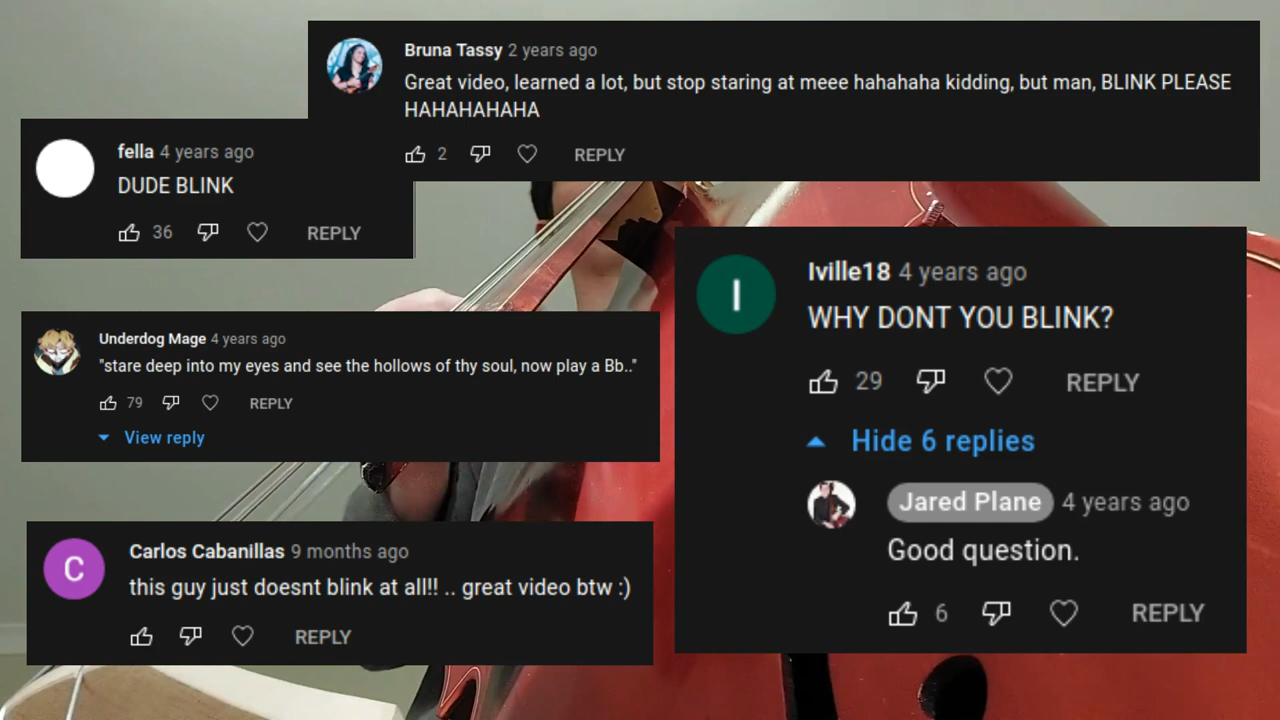 Bruna Tassy 2 years ago
Great video, learned a lot, but stop staring at meee hahahaha kidding, but man, BLINK PLEASE
HAHAHAHAHA
2 REPLY
fella 4 years ago
DUDE BLINK
36 REPLY
Underdog Mage 4 years ago
"stare deep into my eyes and see the hollows of thy soul, now play a Bb.."
79 REPLY
View reply
Carlos Cabanillas 9 months ago
this guy just doesnt blink at all!! .. great video btw :)
REPLY
I
C
Iville18 4 years ago
WHY DONT YOU BLINK?
29 REPLY
Hide 6 replies
Jared Plane 4 years ago
Good question.
6 REPLY